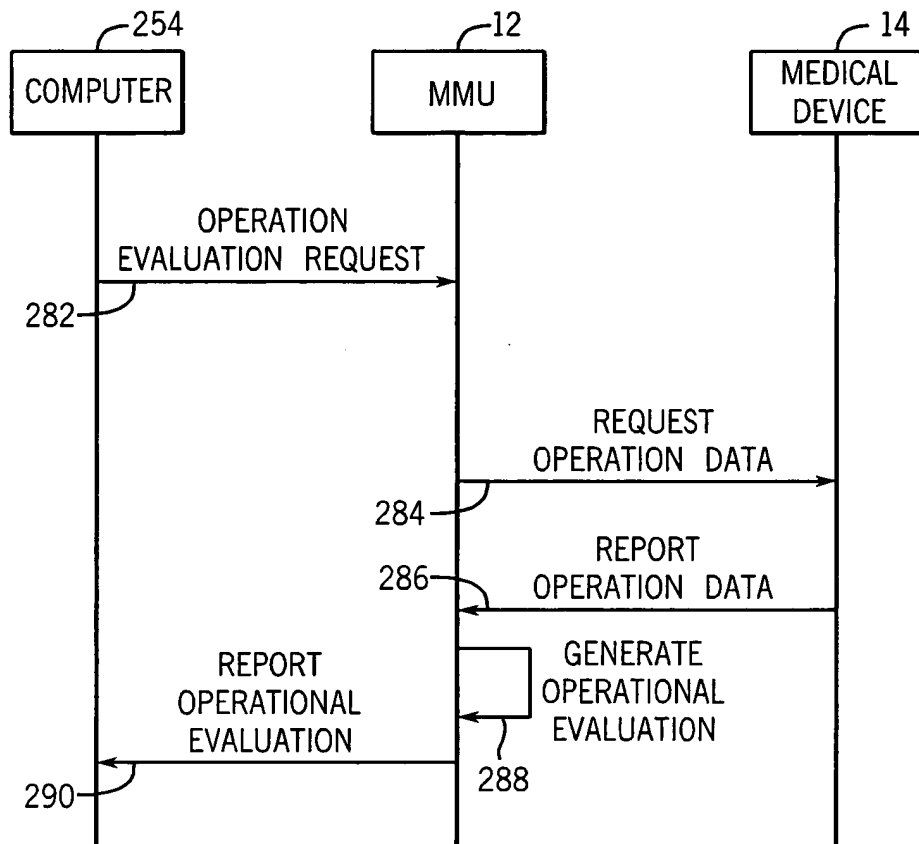 254
12
14
COMPUTER
MMU
MEDICAL
DEVICE
OPERATION
EVALUATION REQUEST
282
REQUEST
OPERATION DATA
284
REPORT
OPERATION DATA
286
GENERATE
OPERATIONAL
EVALUATION
288
REPORT
OPERATIONAL
EVALUATION
290